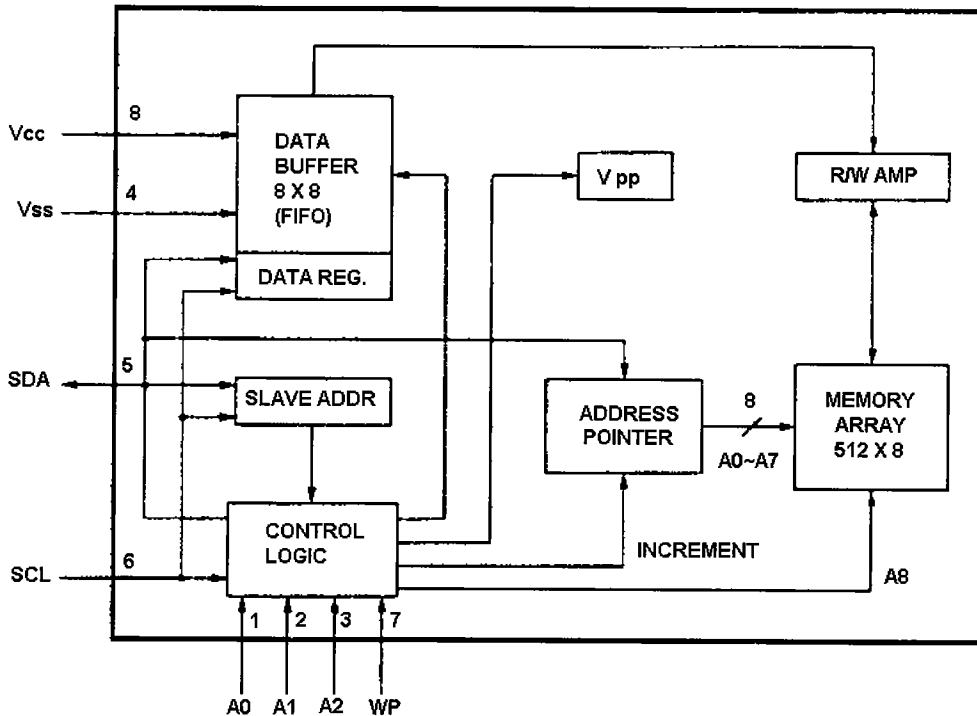 Vcc
8
DATA
BUFFER
8 X 8
(FIFO)
DATA REG.
Vss
4
V pp
R/W AMP
SDA
5
SLAVE ADDR
ADDRESS
POINTER
8
A0~A7
MEMORY
ARRAY
512 X 8
CONTROL
LOGIC
INCREMENT
A8
SCL
6
1
2
3
7
A0
A1
A2
WP